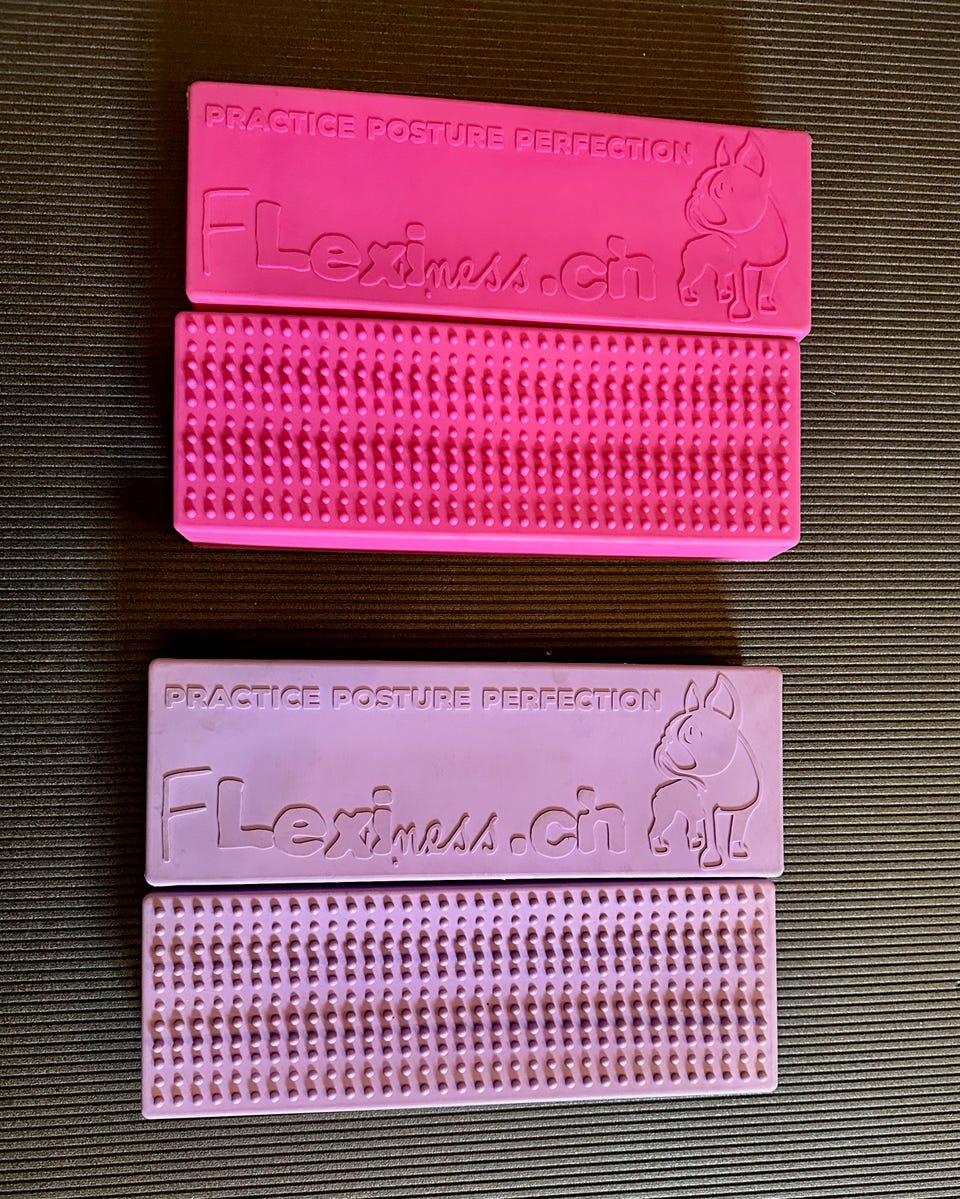 PRACTICE POSTURE PERFECTION
FLexiness.ch
PRACTICE POSTURE PERFECTION
FLexiness.ch